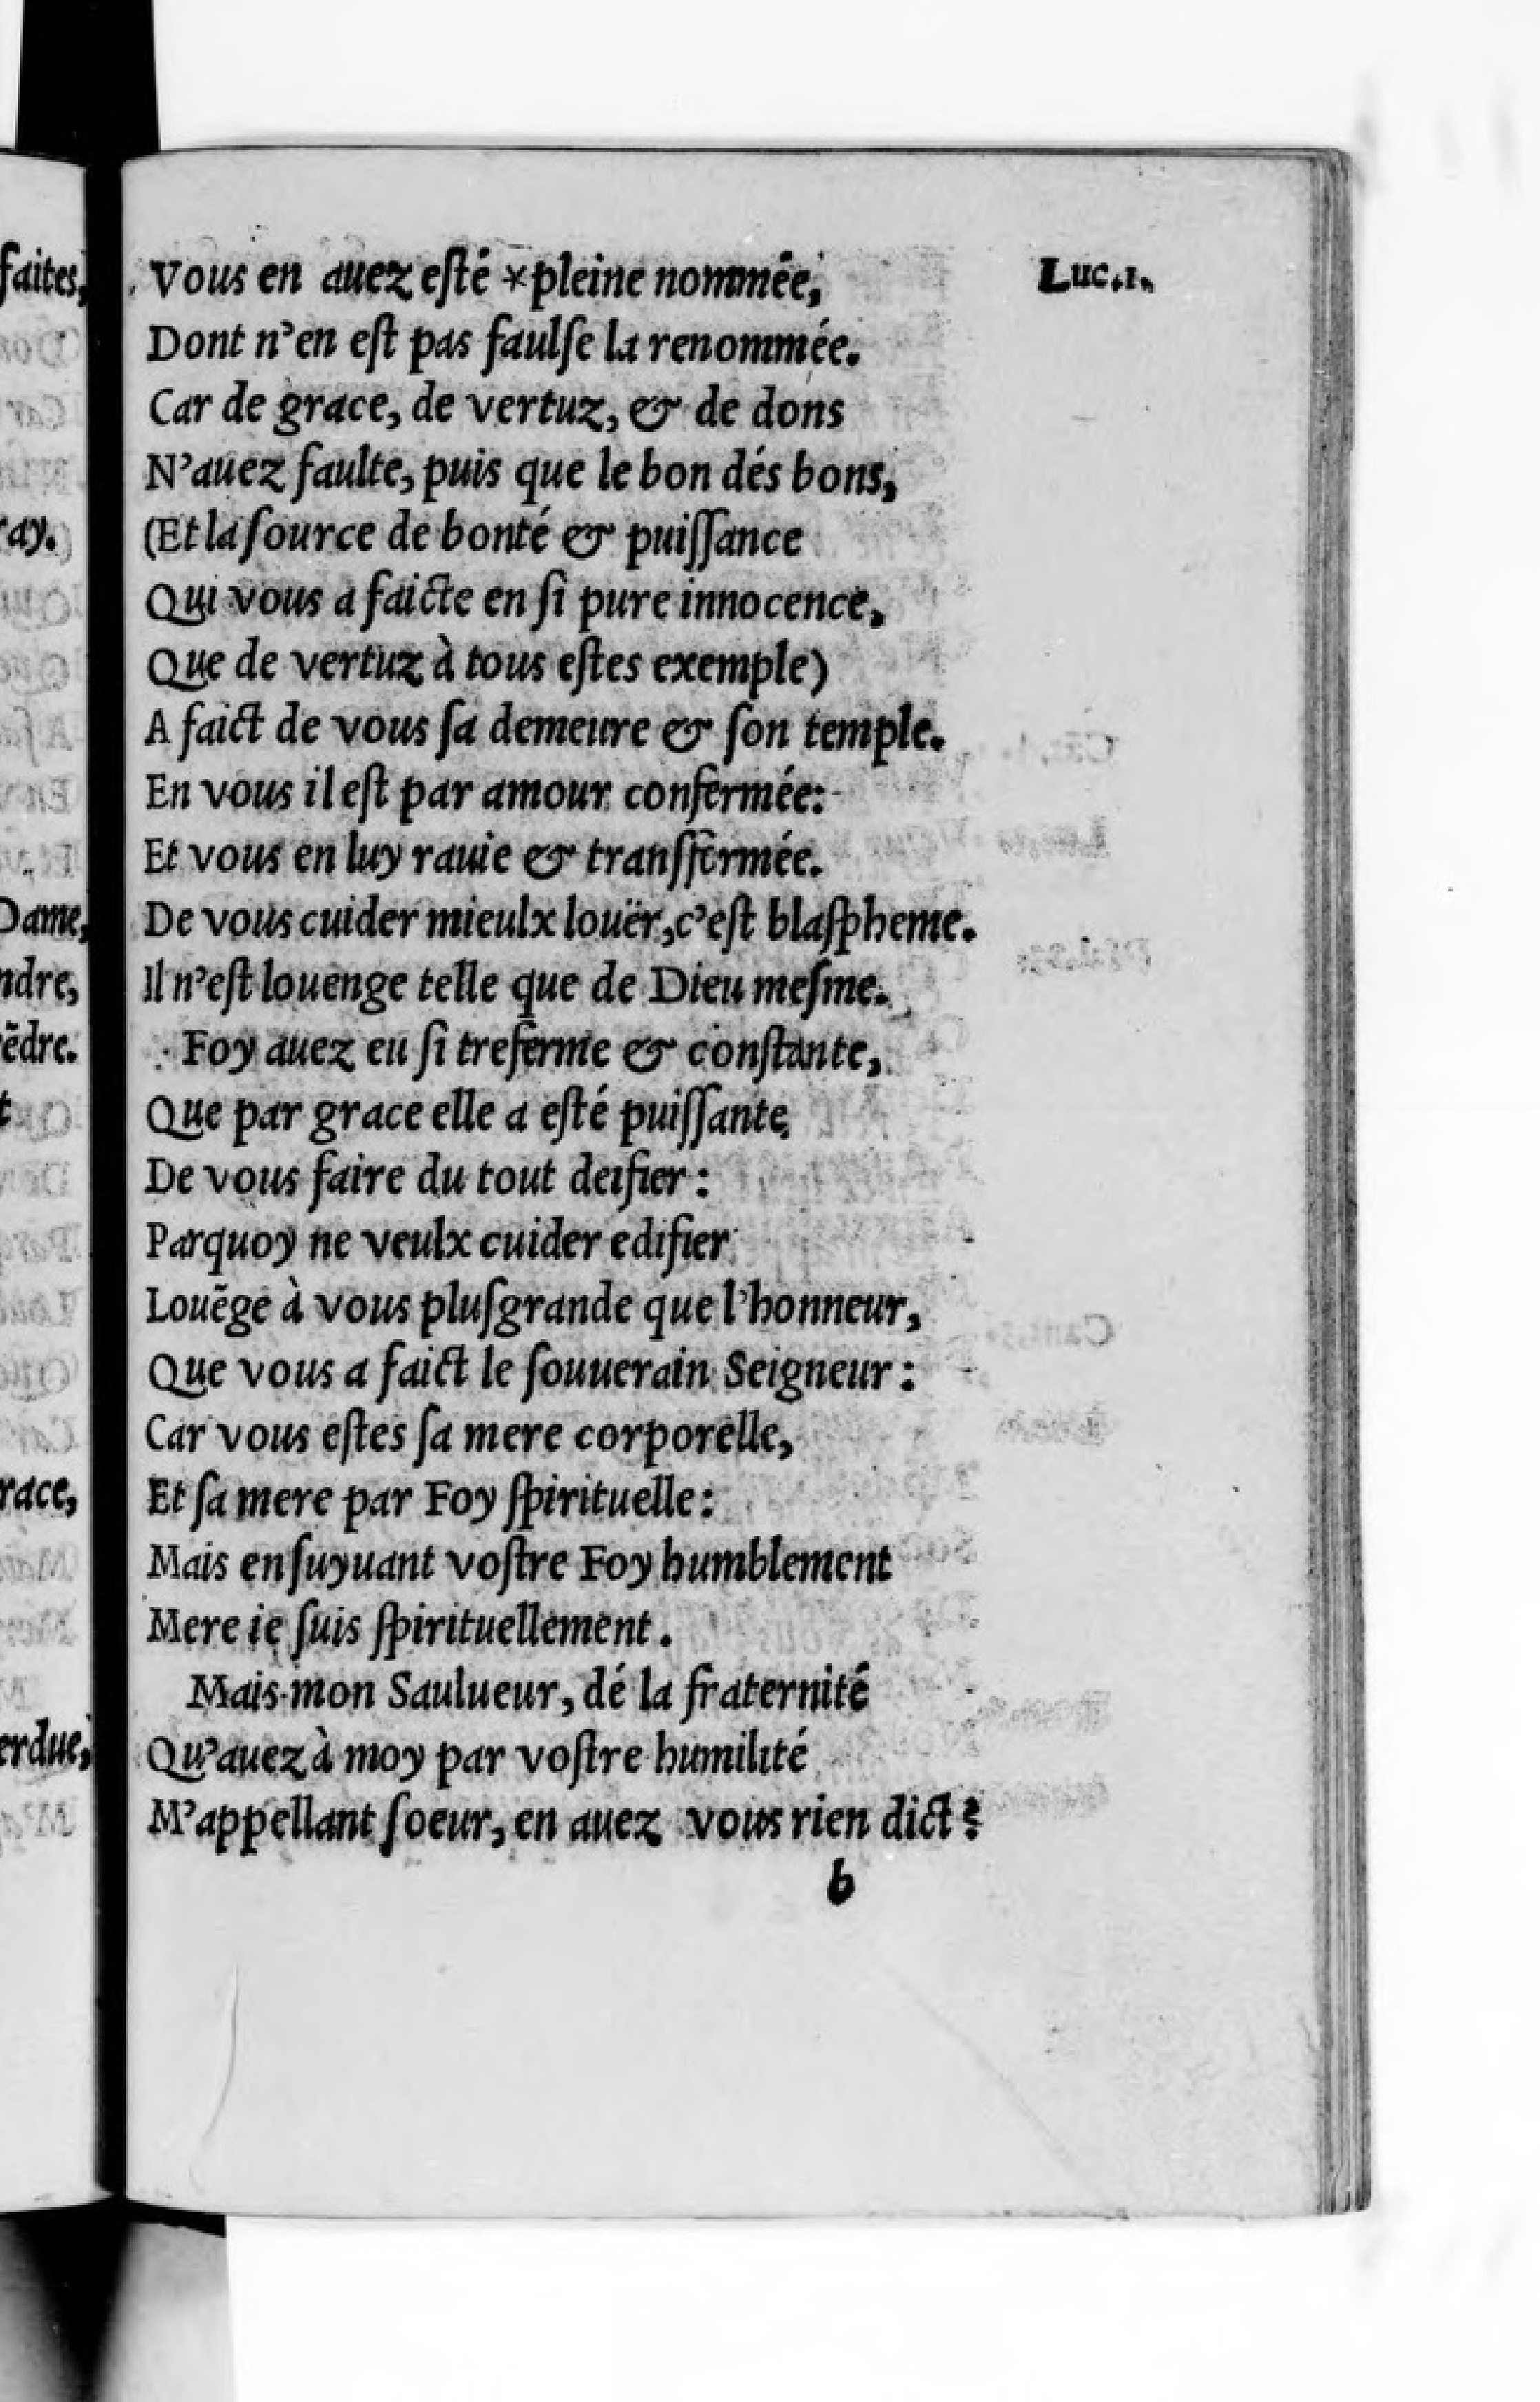 Vous en auez eſté ×pleine nommée,
Luc.1.
Dont n'en eſt pas faulſe la renommée.
Car de grace, de vertuz, & de dons
N'auez faulte, puis que le bon dés bons,
(Et la ſource de bonté & puiſſance
Qui vous a faicte en ſi pure innocence,
Que de vertuz à tous eſtes exemple)
A faict de vous ſa demeure & ſon temple.
En vous il eſt par amour confermée:
Et vous en luy rauie & transformée.
De vous cuider mieulx louër, c'eſt blaſpheme.
Il n'eſt louenge telle que de Dieu meſme.
Foy auez eu ſi treferme & conſtante,
Que par grace elle a eſté puiſſante
De vous faire du tout deifier:
Parquoy ne veulx cuider edifier
Louẽge à vous pluſgrande que l'honneur,
Que vous a faict le ſouuerain Seigneur:
Car vous eſtes ſa mere corporelle,
Et ſa mere par Foy ſpirituelle:
Mais enſuyuant voſtre Foy humblement
Mere ie ſuis ſpirituellement.
Mais mon Saulueur, dé la fraternité
Qu'auez à moy par voſtre humilité
M'appellant ſoeur, en auez vous rien dict?
b
faites,
ray.
Dame,
ndre,
ẽdre.
t
race,
erdue,